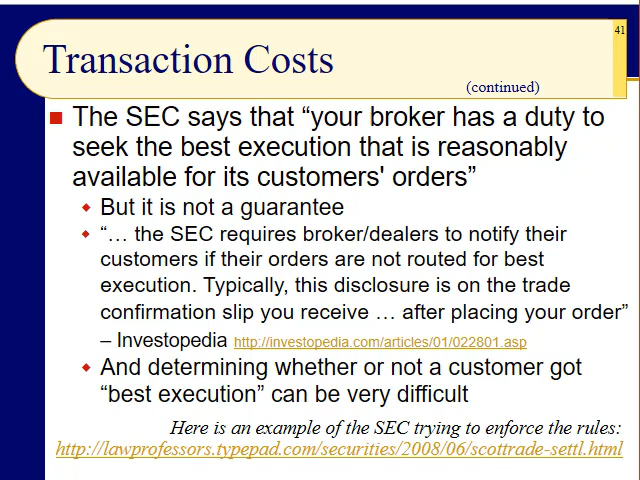 41
Transaction Costs
(continued)
The SEC says that “your broker has a duty to
seek the best execution that is reasonably
available for its customers' orders”
But it is not a guarantee
“… the SEC requires broker/dealers to notify their
customers if their orders are not routed for best
execution. Typically, this disclosure is on the trade
confirmation slip you receive … after placing your order”
– Investopedia http://investopedia.com/articles/01/022801.asp
And determining whether or not a customer got
“best execution” can be very difficult
Here is an example of the SEC trying to enforce the rules:
http://lawprofessors.typepad.com/securities/2008/06/scottrade-settl.html